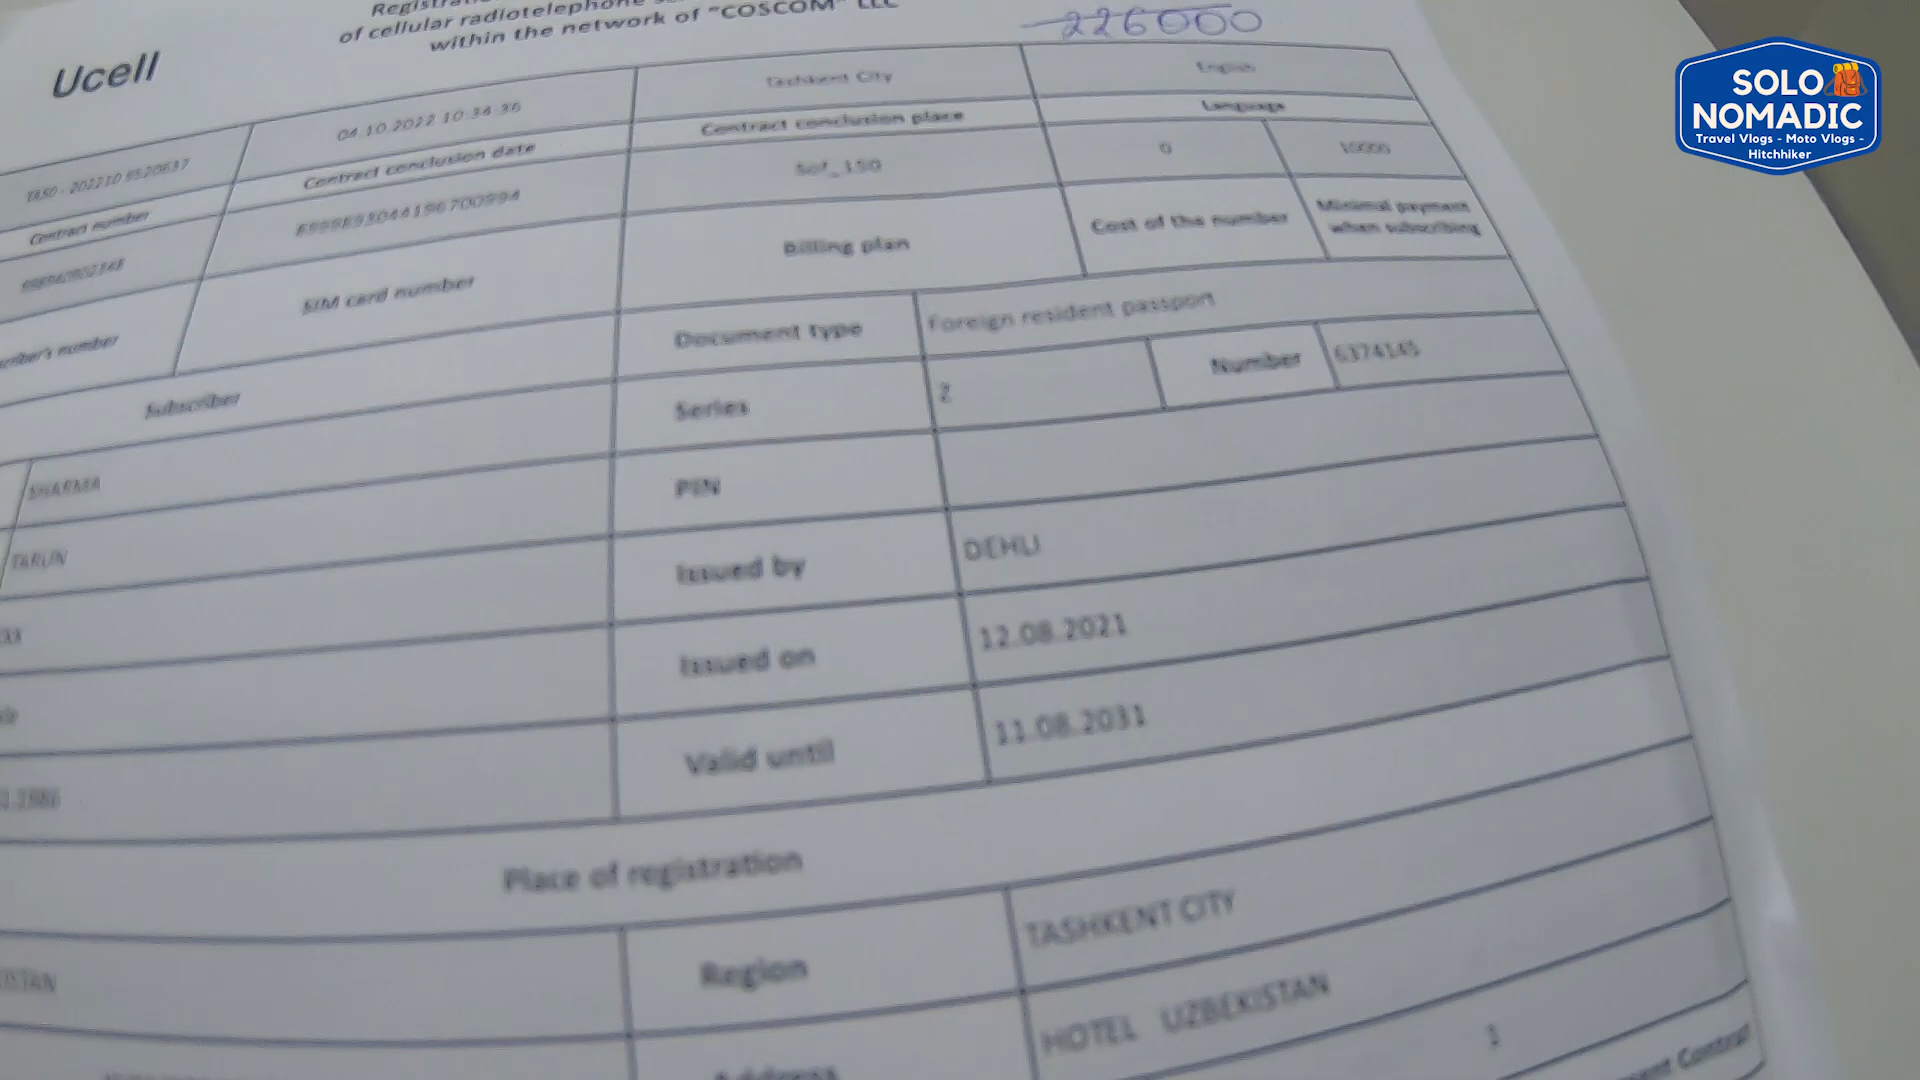 Registra
of cellular radiotelephone
within the network of "COSCOM" LLC
226000
Ucell
SOLO
NOMADIC
Travel Vlogs - Moto Vlogs -
Hitchhiker
04.10.2022 10:34:36
Tashkent City
English
Contract number
Contract conclusion date
Contract conclusion place
Language
Sof_150
0
10000
SIM card number
Billing plan
Cost of the number
Minimal payment
when subscribing
number
Subscriber
Document type
Foreign resident passport
Series
Number
SHARMA
PIN
TARUN
Issued by
DEHLI
Issued on
12.08.2021
Valid until
11.08.2031
Place of registration
Region
TASHKENT CITY
Address
HOTEL UZBEKISTAN
1